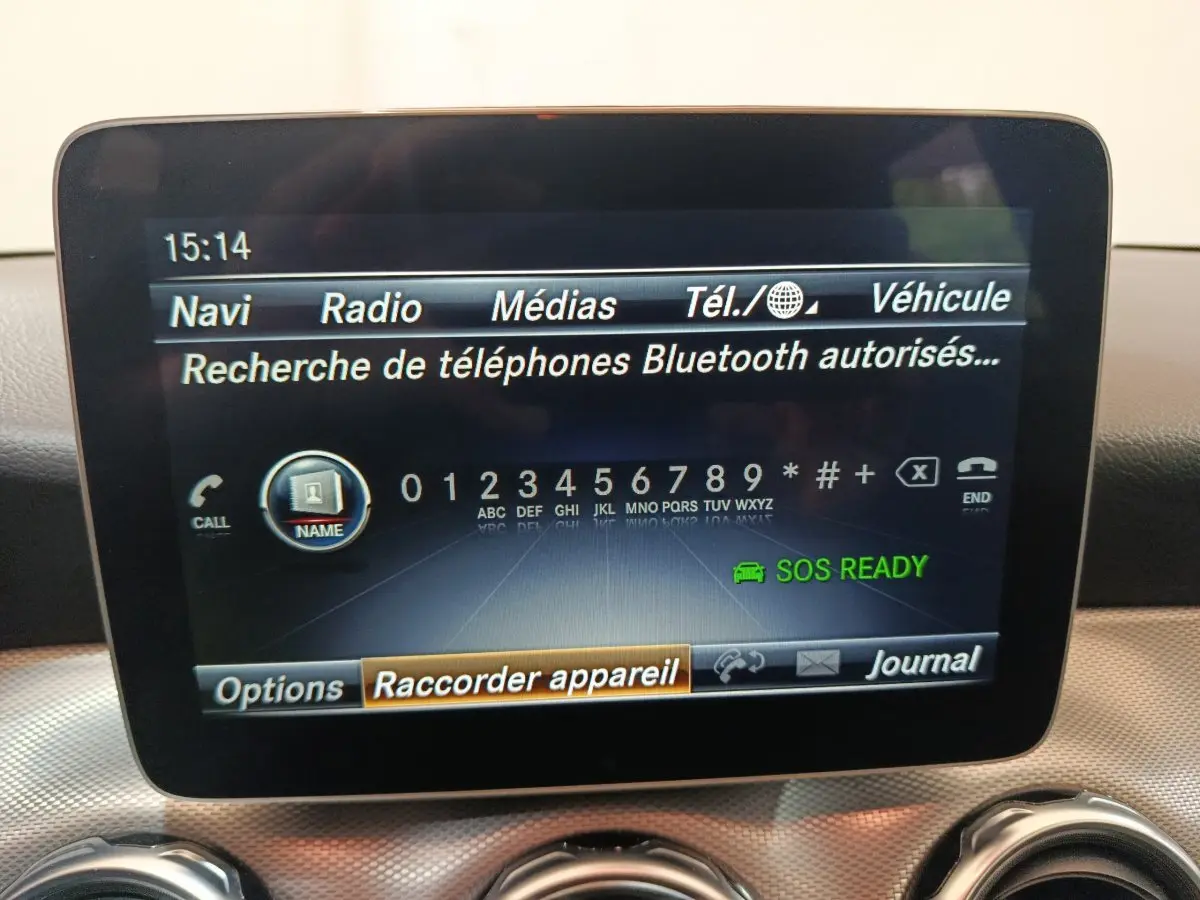 15:14
Navi Radio Médias Tél./ Véhicule
Recherche de téléphones Bluetooth autorisés...
CALL NAME 0 1 2 3 4 5 6 7 8 9 * # + X END
ABC DEF GHI JKL MNO PQRS TUV WXYZ
SOS READY
Options Raccorder appareil Journal